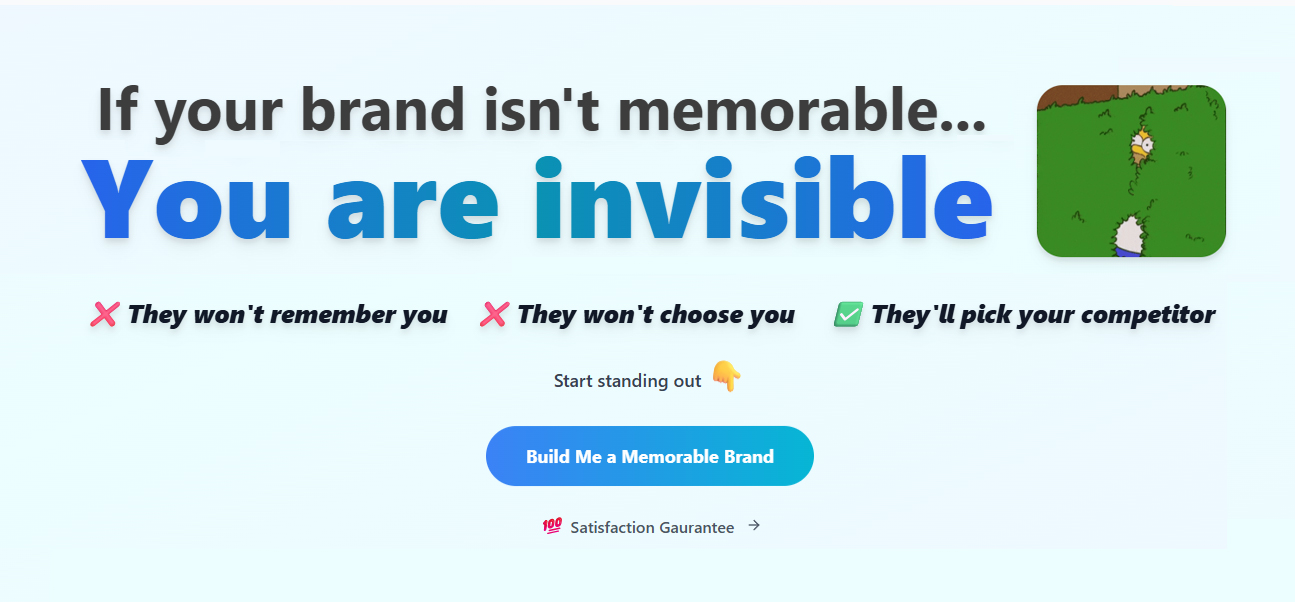 If your brand isn't memorable...
You are invisible
❌ They won't remember you ❌ They won't choose you ✅ They'll pick your competitor
Start standing out 👇
Build Me a Memorable Brand
💯 Satisfaction Gaurantee →